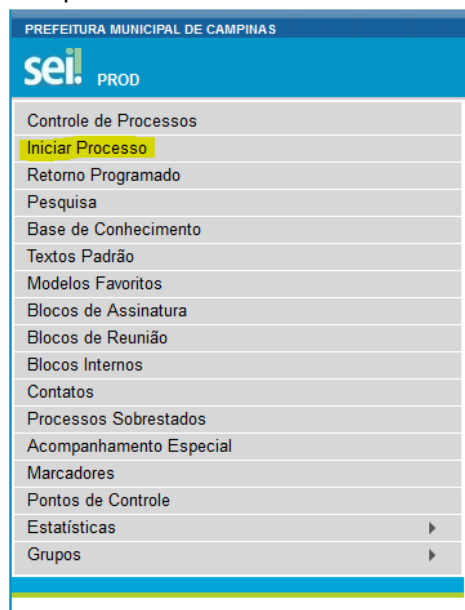 PREFEITURA MUNICIPAL DE CAMPINAS
sei! PROD
Controle de Processos
Iniciar Processo
Retorno Programado
Pesquisa
Base de Conhecimento
Textos Padrão
Modelos Favoritos
Blocos de Assinatura
Blocos de Reunião
Blocos Internos
Contatos
Processos Sobrestados
Acompanhamento Especial
Marcadores
Pontos de Controle
Estatísticas
Grupos